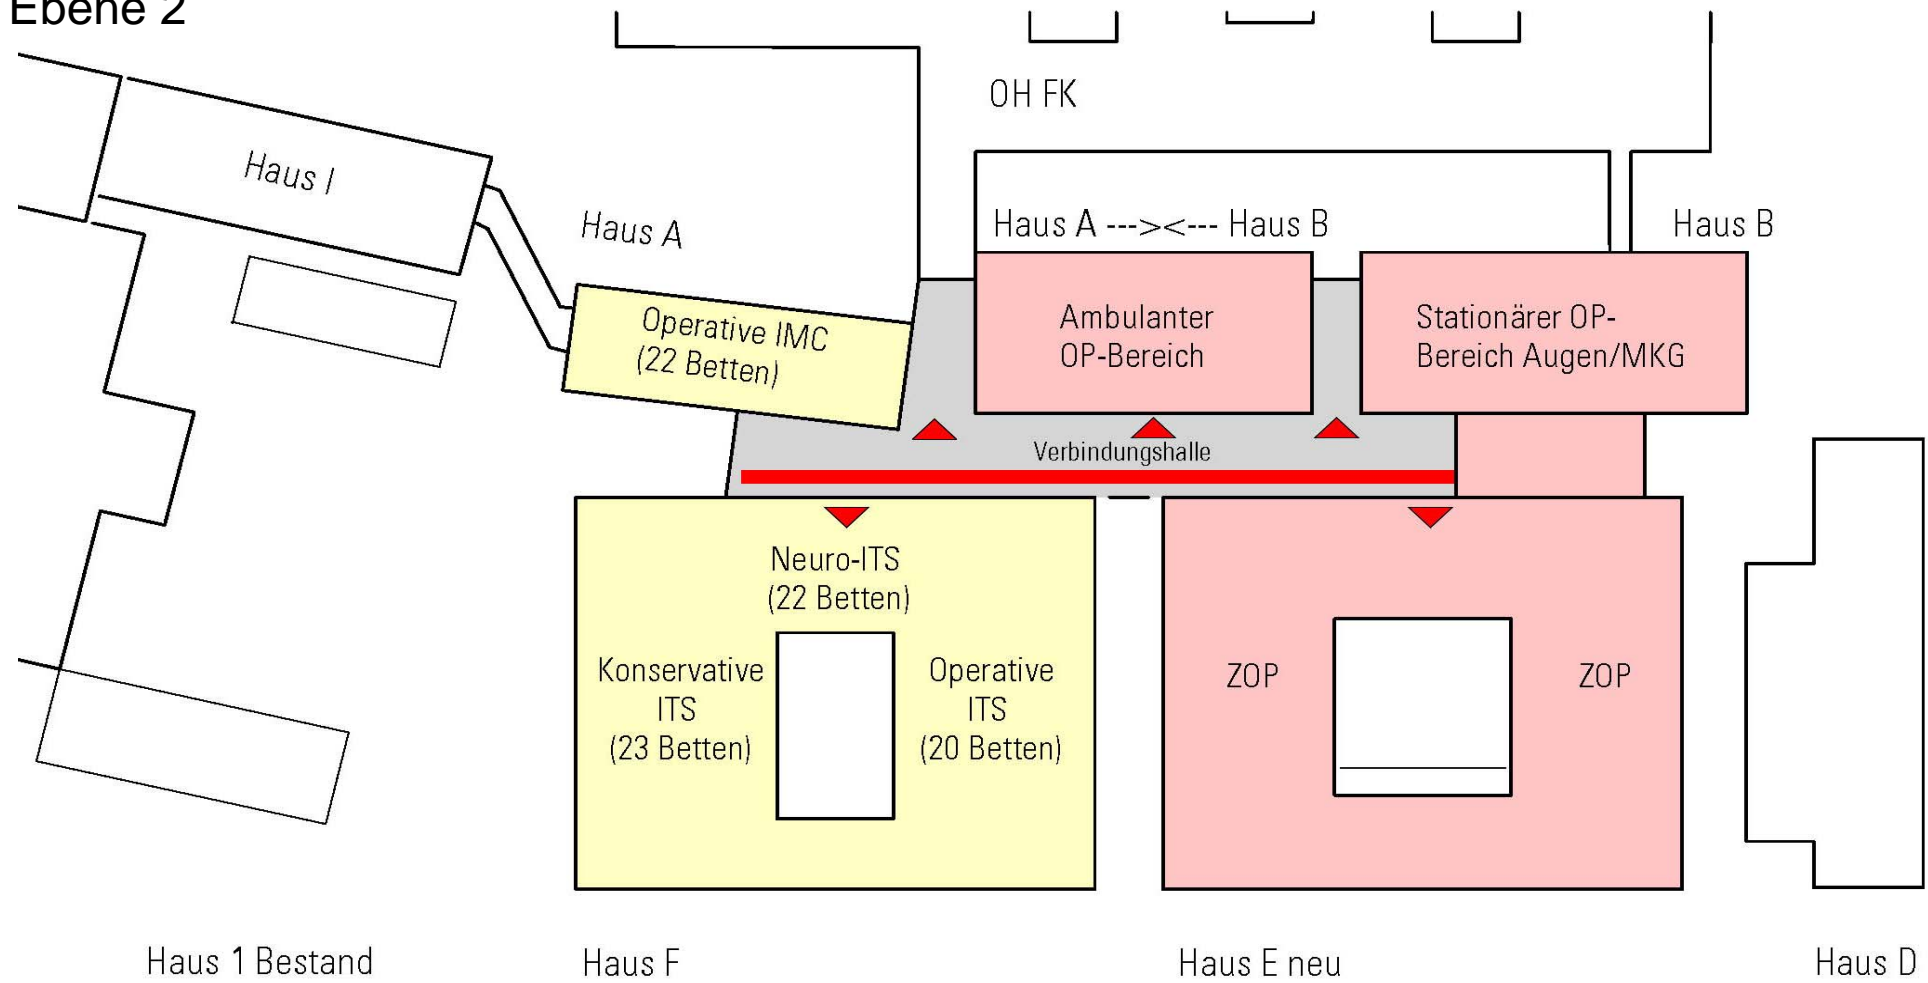 Ebene 2
OH FK
Haus I
Haus A
Haus A ---><--- Haus B
Haus B
Operative IMC
(22 Betten)
Ambulanter
OP-Bereich
Stationärer OP-
Bereich Augen/MKG
Verbindungshalle
Neuro-ITS
(22 Betten)
Konservative
ITS
(23 Betten)
Operative
ITS
(20 Betten)
ZOP
ZOP
Haus 1 Bestand
Haus F
Haus E neu
Haus D